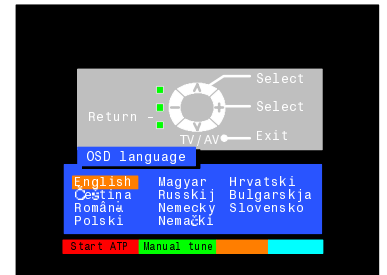 Select
Select
Return -
TV/AV Exit
OSD language
English Magyar Hrvatski
Čeština Russkij Bulgarskja
Română Nemecky Slovensko
Polski Nemački
Start ATP Manual tune